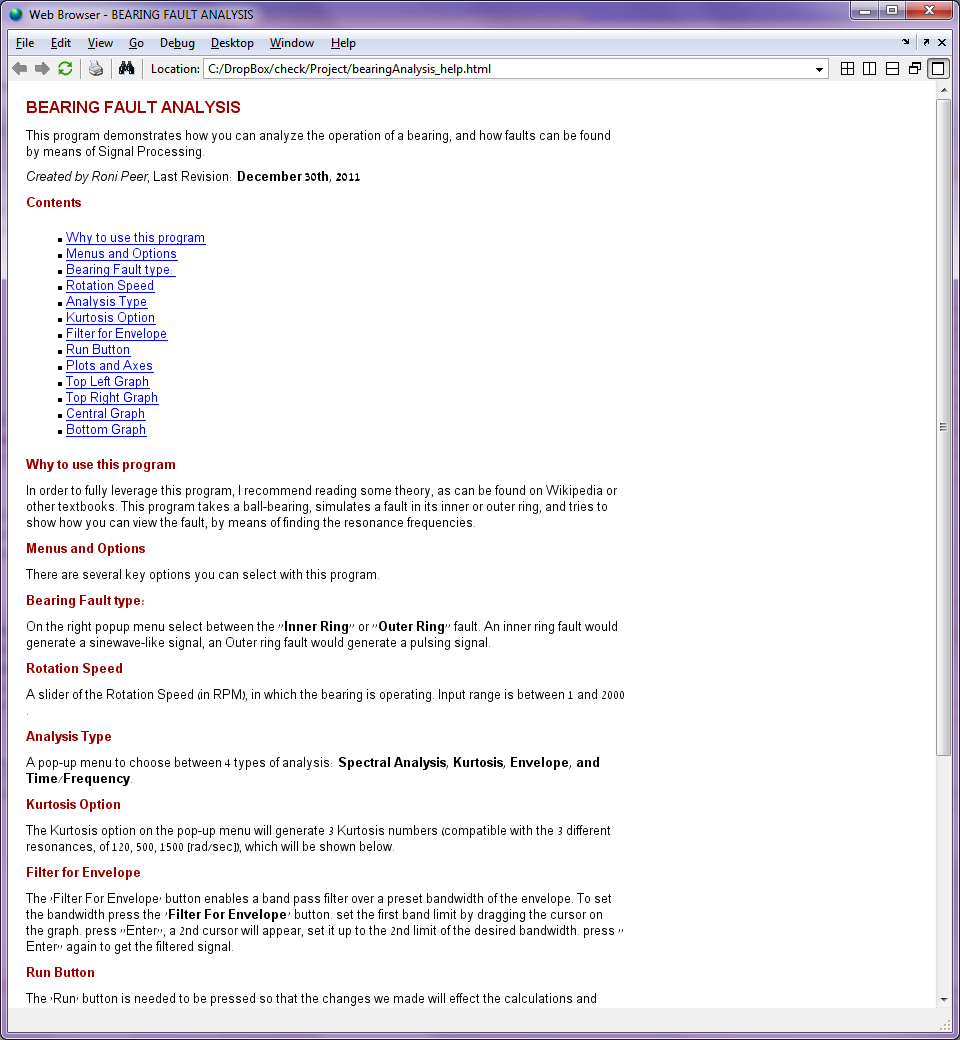 Web Browser - BEARING FAULT ANALYSIS
File Edit View Go Debug Desktop Window Help
Location: C:/DropBox/check/Project/bearingAnalysis_help.html
BEARING FAULT ANALYSIS
This program demonstrates how you can analyze the operation of a bearing, and how faults can be found
by means of Signal Processing.
Created by Roni Peer, Last Revision: December 30th, 2011
Contents
Why to use this program
Menus and Options
Bearing Fault type:
Rotation Speed
Analysis Type
Kurtosis Option
Filter for Envelope
Run Button
Plots and Axes
Top Left Graph
Top Right Graph
Central Graph
Bottom Graph
Why to use this program
In order to fully leverage this program, I recommend reading some theory, as can be found on Wikipedia or
other textbooks. This program takes a ball-bearing, simulates a fault in its inner or outer ring, and tries to
show how you can view the fault, by means of finding the resonance frequencies.
Menus and Options
There are several key options you can select with this program.
Bearing Fault type:
On the right popup menu select between the "Inner Ring" or "Outer Ring" fault. An inner ring fault would
generate a sinewave-like signal, an Outer ring fault would generate a pulsing signal.
Rotation Speed
A slider of the Rotation Speed (in RPM), in which the bearing is operating. Input range is between 1 and 2000
.
Analysis Type
A pop-up menu to choose between 4 types of analysis: Spectral Analysis, Kurtosis, Envelope, and
Time/Frequency.
Kurtosis Option
The Kurtosis option on the pop-up menu will generate 3 Kurtosis numbers (compatible with the 3 different
resonances, of 120, 500, 1500 [rad/sec]), which will be shown below.
Filter for Envelope
The 'Filter For Envelope' button enables a band pass filter over a preset bandwidth of the envelope. To set
the bandwidth press the 'Filter For Envelope' button. set the first band limit by dragging the cursor on
the graph. press "Enter", a 2nd cursor will appear, set it up to the 2nd limit of the desired bandwidth. press "
Enter" again to get the filtered signal.
Run Button
The 'Run' button is needed to be pressed so that the changes we made will effect the calculations and